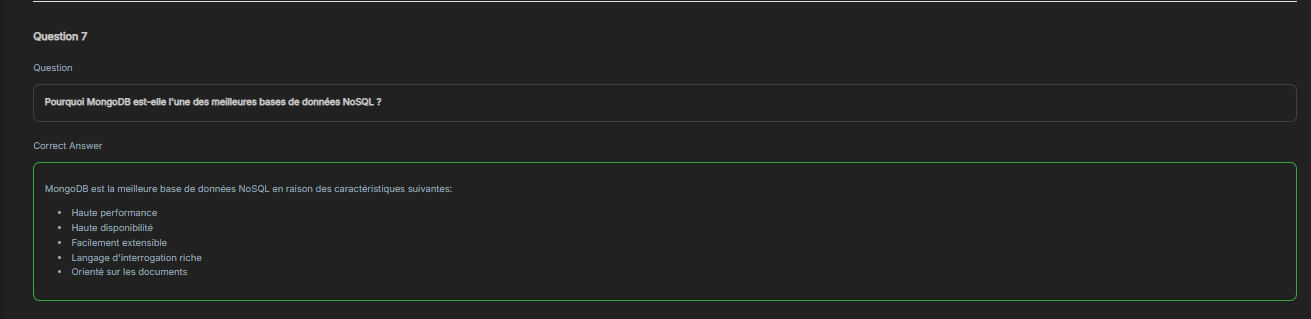 Question 7
Question
Pourquoi MongoDB est-elle l'une des meilleures bases de données NoSQL ?
Correct Answer
MongoDB est la meilleure base de données NoSQL en raison des caractéristiques suivantes:
• Haute performance
• Haute disponibilité
• Facilement extensible
• Langage d'interrogation riche
• Orienté sur les documents